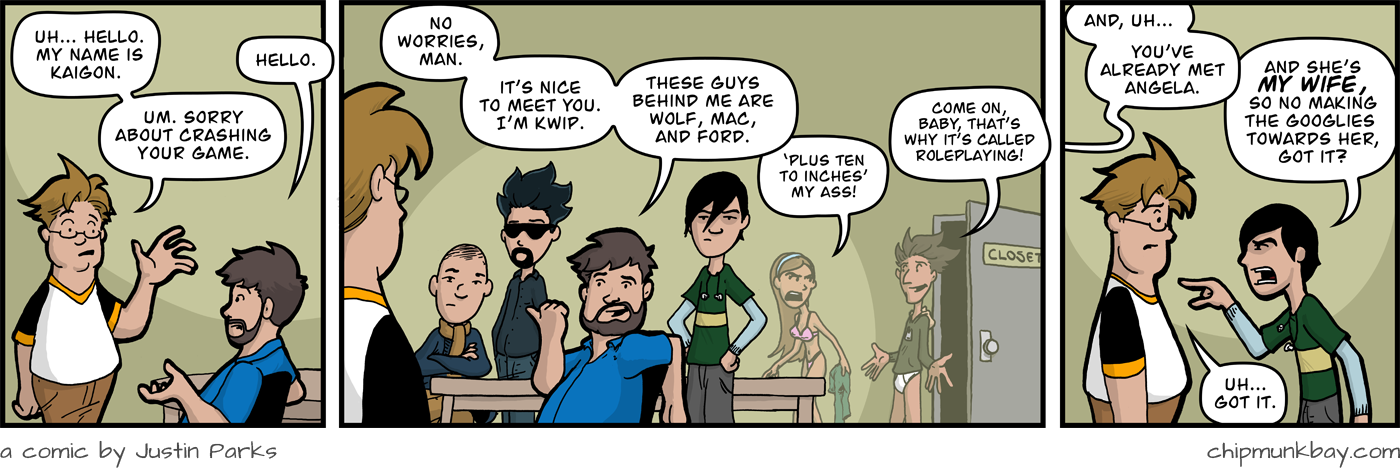 UH... HELLO.
MY NAME IS
KAIGON.
HELLO.
UM. SORRY
ABOUT CRASHING
YOUR GAME.
NO
WORRIES,
MAN.
IT'S NICE
TO MEET YOU.
I'M KWIP.
THESE GUYS
BEHIND ME ARE
WOLF, MAC,
AND FORD.
'PLUS TEN
TO INCHES'
MY ASS!
COME ON,
BABY, THAT'S
WHY IT'S CALLED
ROLEPLAYING!
CLOSET
AND, UH...
YOU'VE
ALREADY MET
ANGELA.
AND SHE'S
MY WIFE,
SO NO MAKING
THE GOOGLIES
TOWARDS HER,
GOT IT?
UH...
GOT IT.
a comic by Justin Parks
chipmunkbay.com